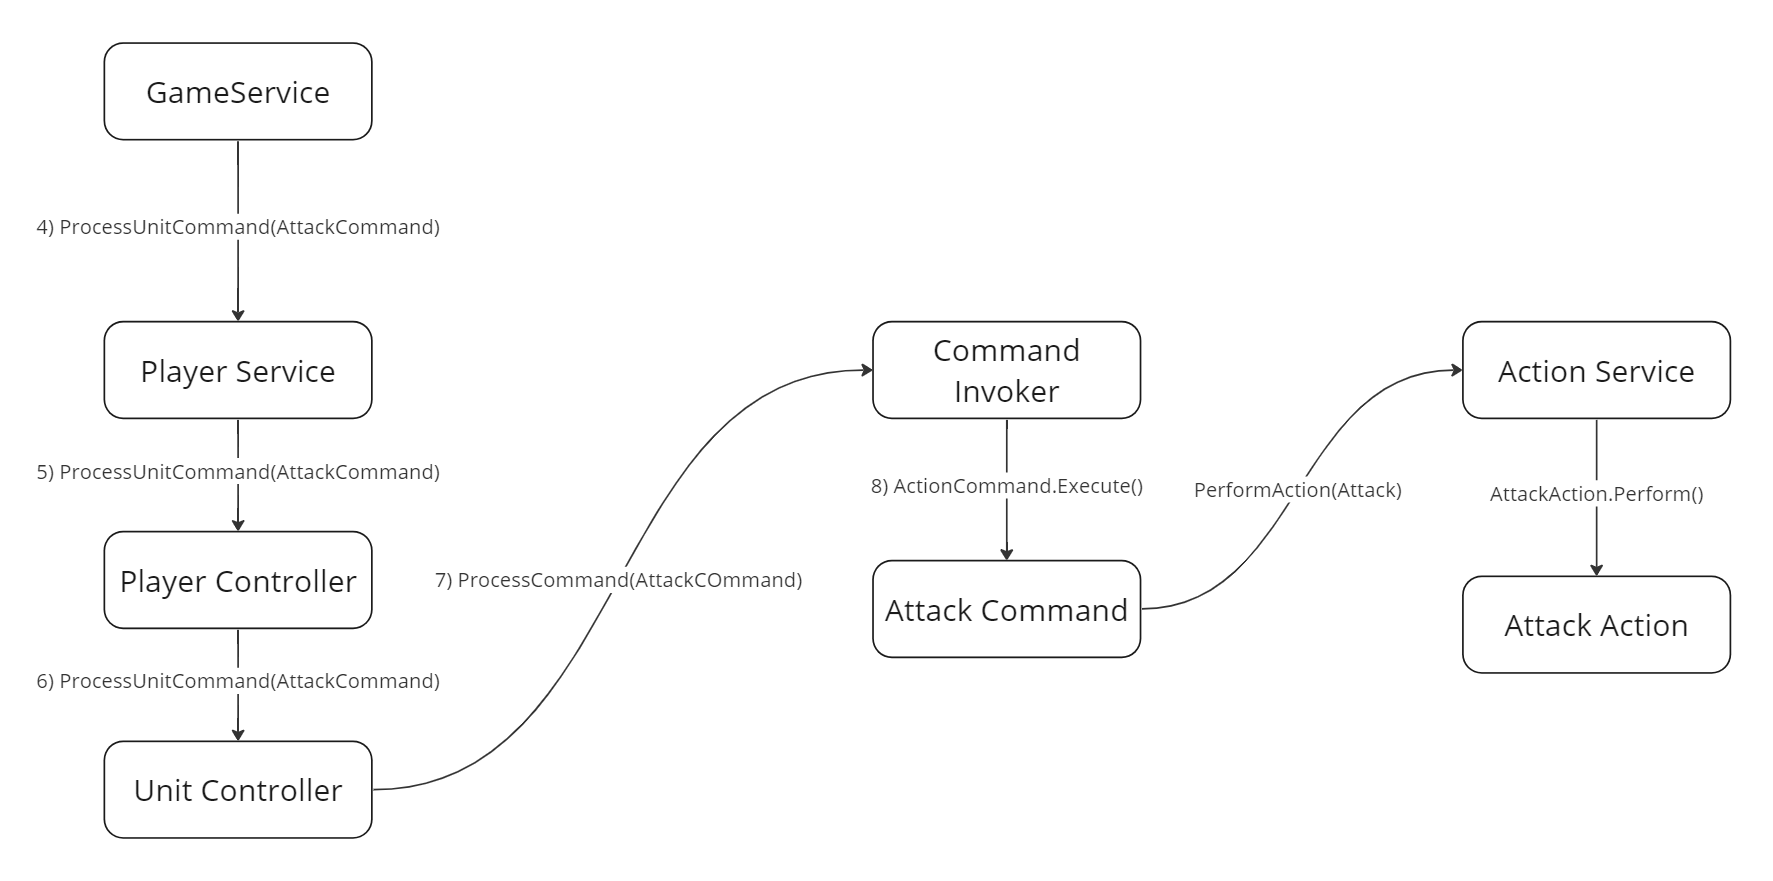 GameService
4) ProcessUnitCommand(AttackCommand)
Player Service
5) ProcessUnitCommand(AttackCommand)
Player Controller
6) ProcessUnitCommand(AttackCommand)
Unit Controller
7) ProcessCommand(AttackCOmmand)
Command
Invoker
8) ActionCommand.Execute()
Attack Command
PerformAction(Attack)
Action Service
AttackAction.Perform()
Attack Action